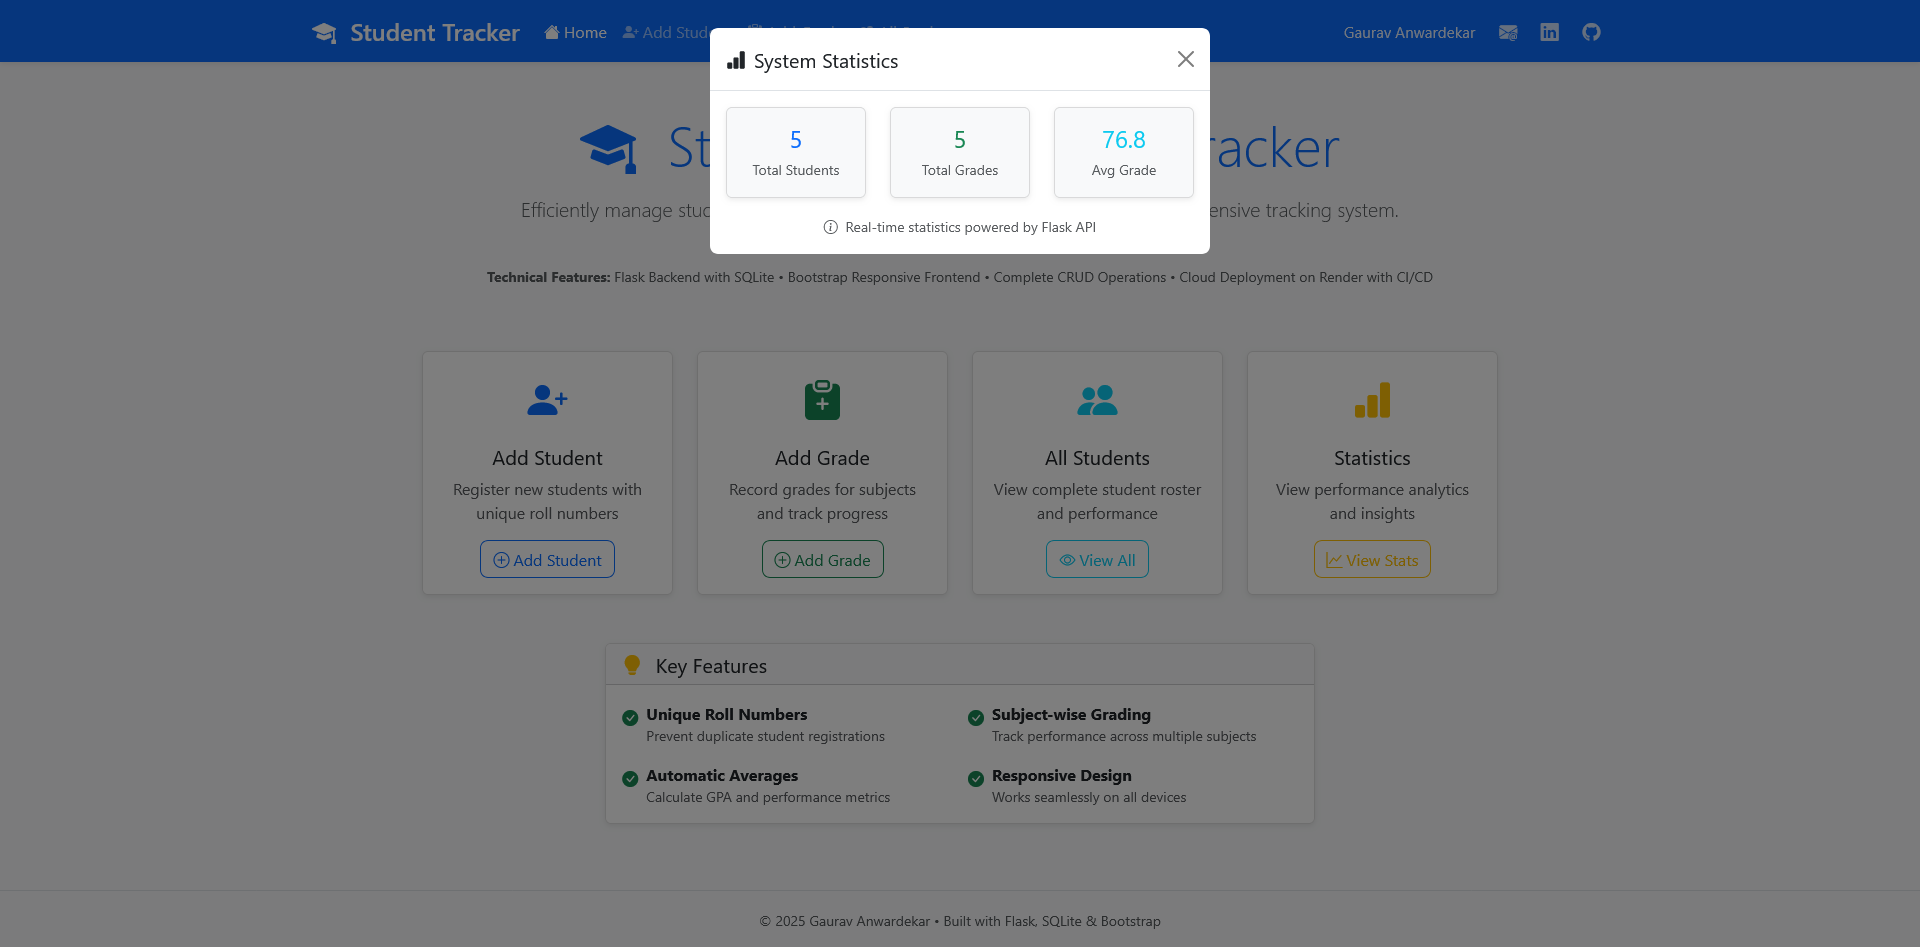 Student Tracker
Home
Add Stude
Gaurav Anwardekar
System Statistics
5
Total Students
5
Total Grades
76.8
Avg Grade
Real-time statistics powered by Flask API
St
racker
Efficiently manage stu
ensive tracking system.
Technical Features: Flask Backend with SQLite • Bootstrap Responsive Frontend • Complete CRUD Operations • Cloud Deployment on Render with CI/CD
Add Student
Register new students with
unique roll numbers
Add Student
Add Grade
Record grades for subjects
and track progress
Add Grade
All Students
View complete student roster
and performance
View All
Statistics
View performance analytics
and insights
View Stats
Key Features
Unique Roll Numbers
Prevent duplicate student registrations
Subject-wise Grading
Track performance across multiple subjects
Automatic Averages
Calculate GPA and performance metrics
Responsive Design
Works seamlessly on all devices
© 2025 Gaurav Anwardekar • Built with Flask, SQLite & Bootstrap